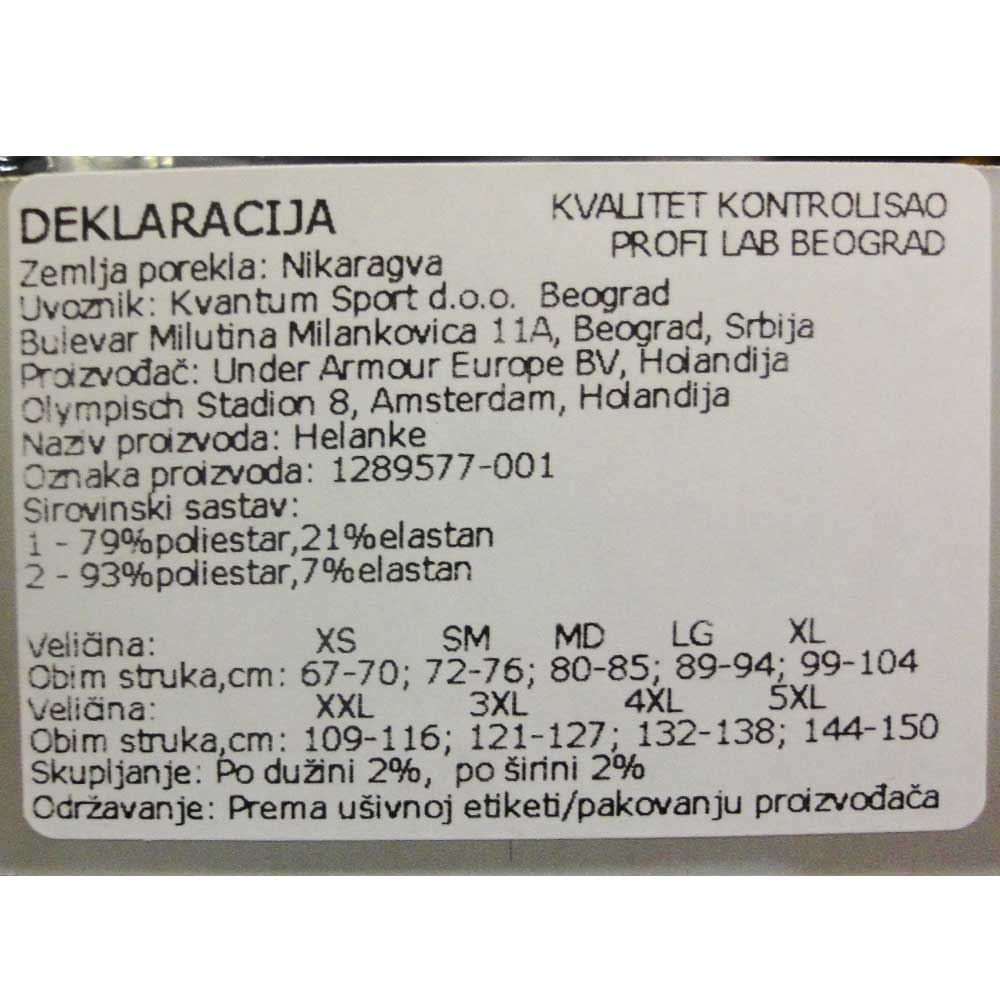 DEKLARACIJA
KVALITET KONTROLISAO
PROFI LAB BEOGRAD
Zemlja porekla: Nikaragva
Uvoznik: Kvantum Sport d.o.o. Beograd
Bulevar Milutina Milankovica 11A, Beograd, Srbija
Proizvođač: Under Armour Europe BV, Holandija
Olympisch Stadion 8, Amsterdam, Holandija
Naziv proizvoda: Helanke
Oznaka proizvoda: 1289577-001
Sirovinski sastav:
1 - 79%poliestar,21%elastan
2 - 93%poliestar,7%elastan
Veličina: XS SM MD LG XL
Obim struka,cm: 67-70; 72-76; 80-85; 89-94; 99-104
Veličina: XXL 3XL 4XL 5XL
Obim struka,cm: 109-116; 121-127; 132-138; 144-150
Skupljanje: Po dužini 2%, po širini 2%
Održavanje: Prema ušivnoj etiketi/pakovanju proizvođača